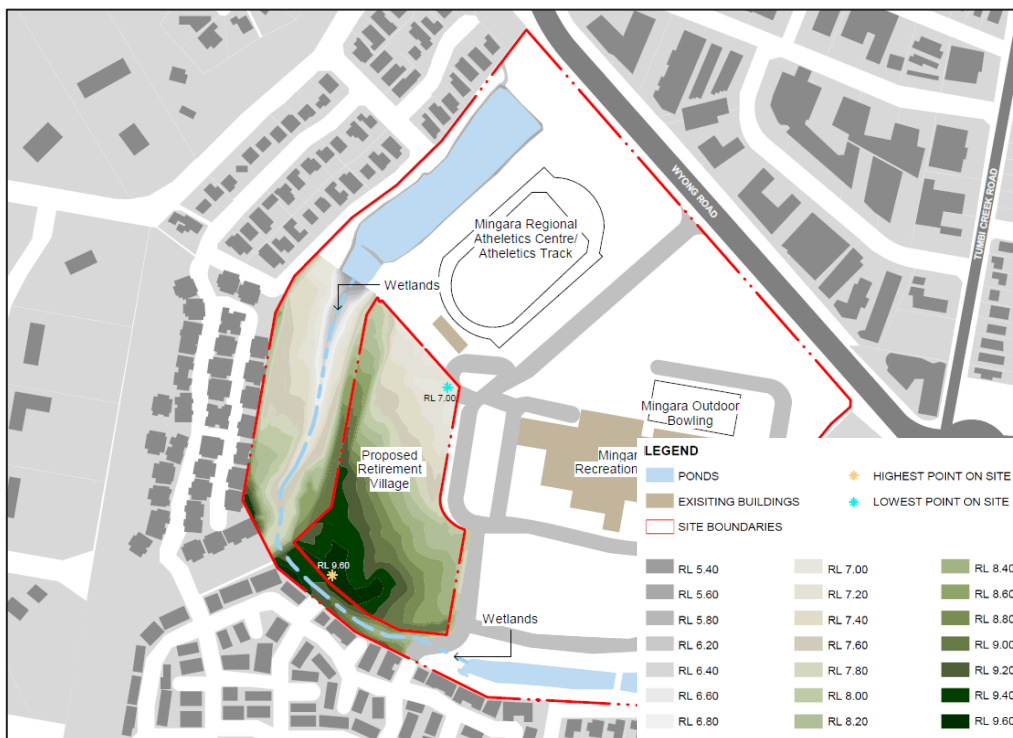 WYONG ROAD
TUMBI CREEK ROAD
Mingara Regional
Atheletics Centre/
Atheletics Track
Wetlands
RL 7.00
Mingara Outdoor
Bowling
Proposed
Retirement
Village
Mingar
Recreation
RL 9.60
Wetlands
LEGEND
PONDS
EXISITING BUILDINGS
SITE BOUNDARIES
HIGHEST POINT ON SITE
LOWEST POINT ON SITE
RL 5.40
RL 5.60
RL 5.80
RL 6.20
RL 6.40
RL 6.60
RL 6.80
RL 7.00
RL 7.20
RL 7.40
RL 7.60
RL 7.80
RL 8.00
RL 8.20
RL 8.40
RL 8.60
RL 8.80
RL 9.00
RL 9.20
RL 9.40
RL 9.60